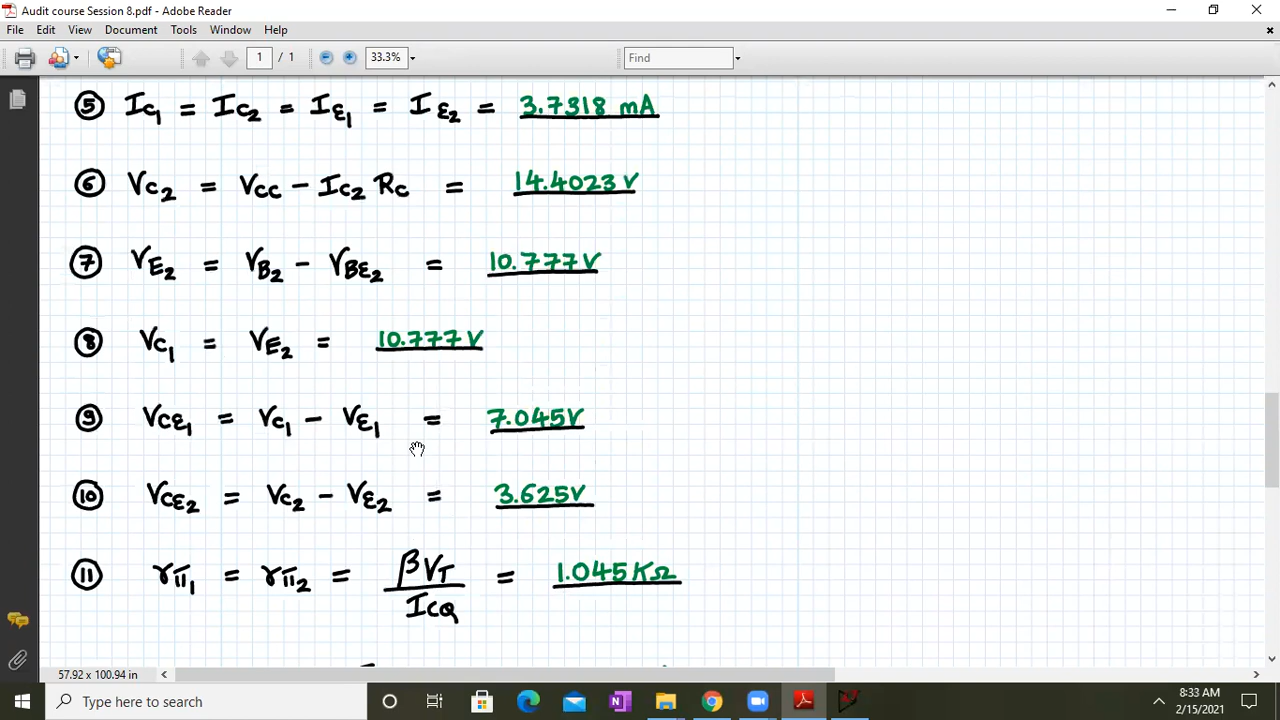 Audit course Session 8.pdf - Adobe Reader
File Edit View Document Tools Window Help
1 / 1 33.3% Find
⑤ IC1 = IC2 = IE1 = IE2 = 3.7318 mA
⑥ VC2 = VCC - IC2 RC = 14.4023 V
⑦ VE2 = VB2 - VBE2 = 10.777 V
⑧ VC1 = VE2 = 10.777 V
⑨ VCE1 = VC1 - VE1 = 7.045V
⑩ VCE2 = VC2 - VE2 = 3.625V
⑪ rπ1 = rπ2 = βVT / ICQ = 1.045 KΩ
57.92 x 100.94 in
Type here to search
8:33 AM
2/15/2021